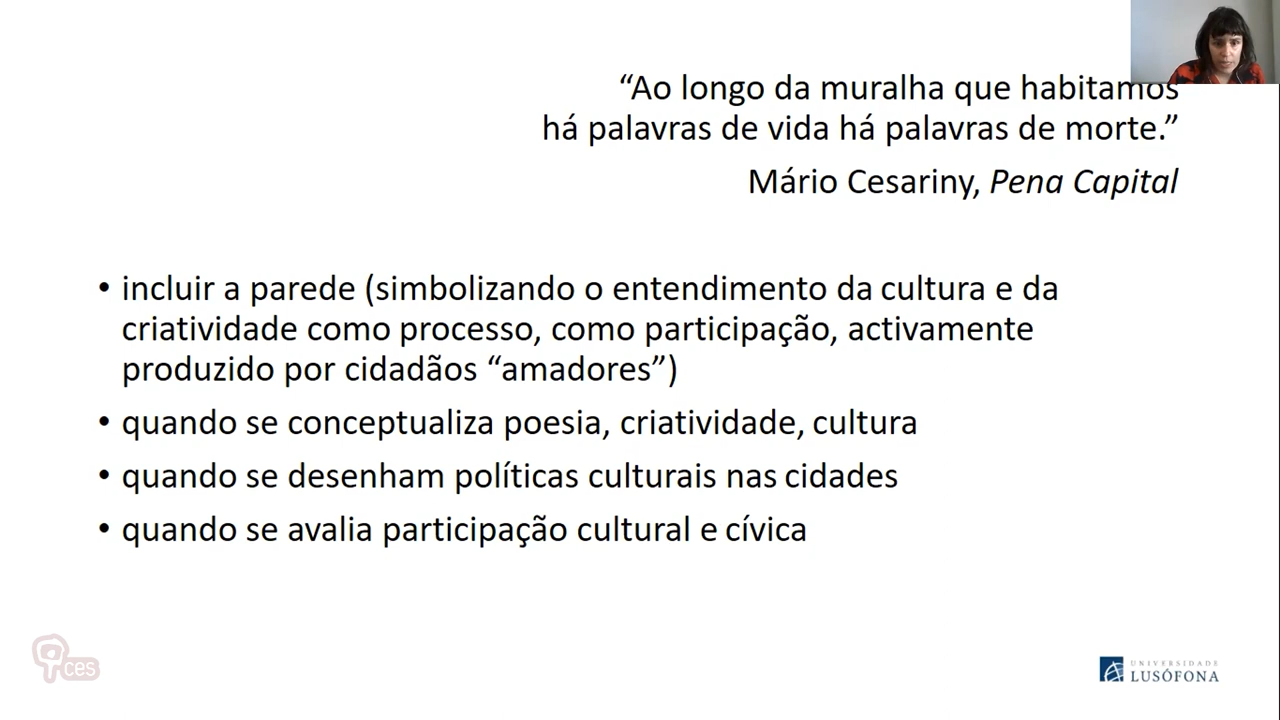 “Ao longo da muralha que habitamos
há palavras de vida há palavras de morte.”
Mário Cesariny, Pena Capital
• incluir a parede (simbolizando o entendimento da cultura e da
criatividade como processo, como participação, activamente
produzido por cidadãos “amadores”)
• quando se conceptualiza poesia, criatividade, cultura
• quando se desenham políticas culturais nas cidades
• quando se avalia participação cultural e cívica
ces
UNIVERSIDADE
LUSÓFONA